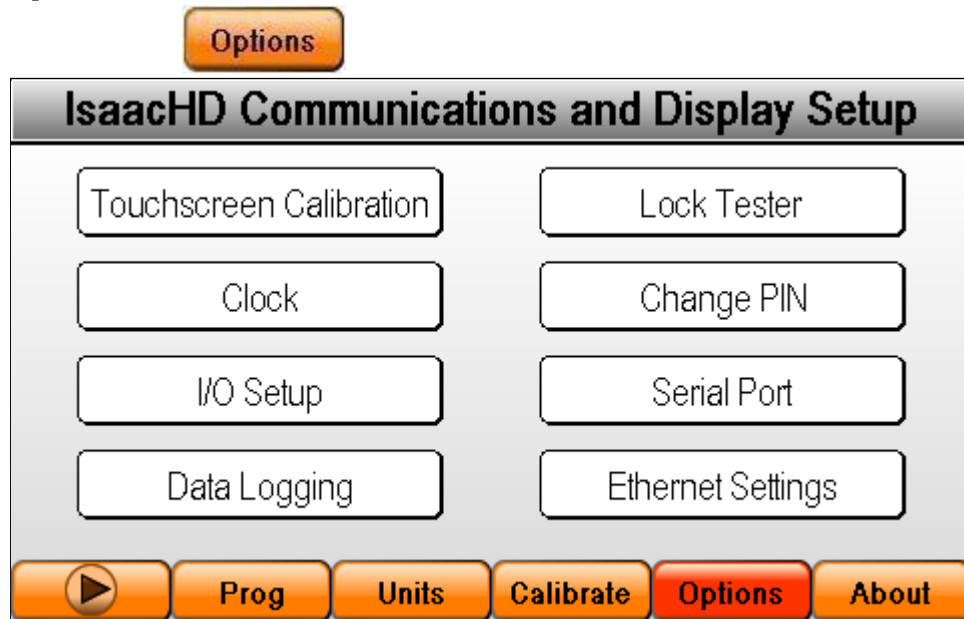 Options
IsaacHD Communications and Display Setup
Touchscreen Calibration
Lock Tester
Clock
Change PIN
I/O Setup
Serial Port
Data Logging
Ethernet Settings
Prog Units Calibrate Options About